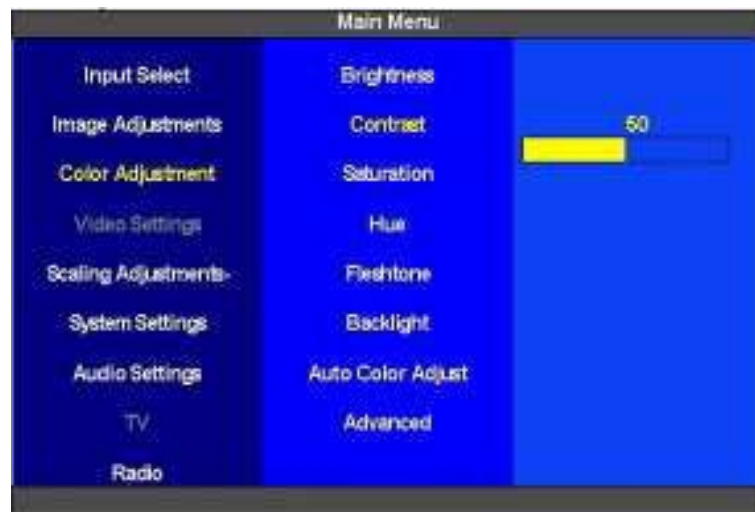 Main Menu
Input Select
Image Adjustments
Color Adjustment
Video Settings
Scaling Adjustments-
System Settings
Audio Settings
TV
Radio
Brightness
Contrast
Saturation
Hue
Fleshtone
Backlight
Auto Color Adjust
Advanced
50